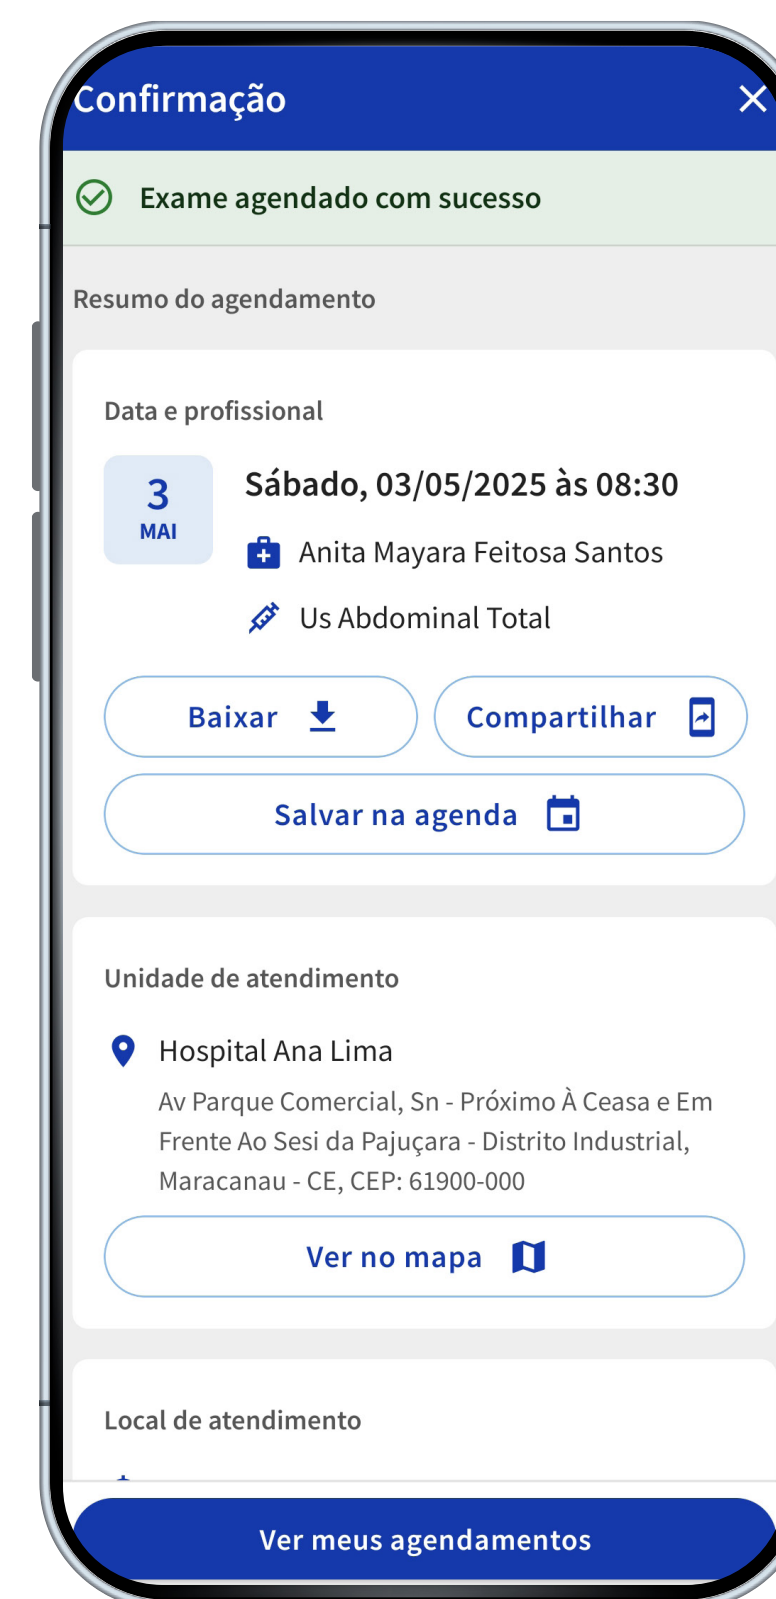 Confirmação
Exame agendado com sucesso
Resumo do agendamento
Data e profissional
3
MAI
Sábado, 03/05/2025 às 08:30
Anita Mayara Feitosa Santos
Us Abdominal Total
Baixar
Compartilhar
Salvar na agenda
Unidade de atendimento
Hospital Ana Lima
Av Parque Comercial, Sn - Próximo À Ceasa e Em
Frente Ao Sesi da Pajuçara - Distrito Industrial,
Maracanau - CE, CEP: 61900-000
Ver no mapa
Local de atendimento
Ver meus agendamentos